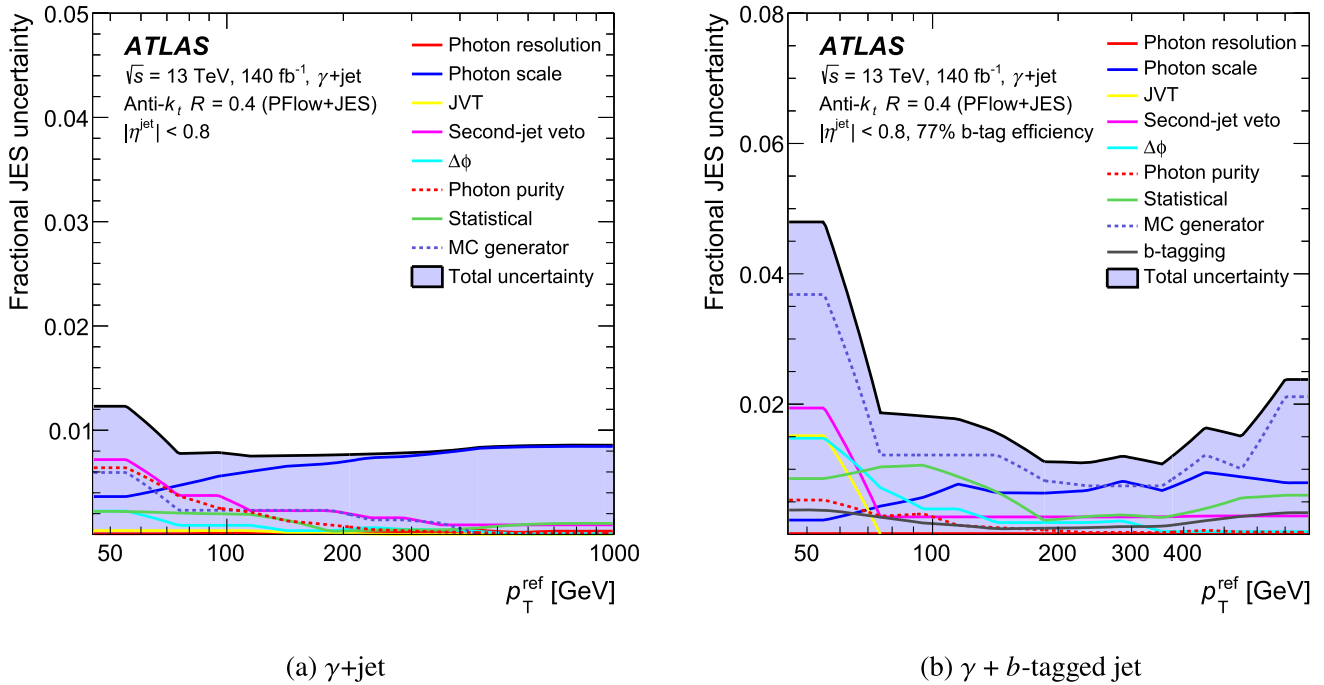 Fractional JES uncertainty
0.05
0.04
0.03
0.02
0.01
ATLAS
√s = 13 TeV, 140 fb⁻¹, γ+jet
Anti-kₜ R = 0.4 (PFlow+JES)
|ηʲᵉᵗ| < 0.8
Photon resolution
Photon scale
JVT
Second-jet veto
Δϕ
Photon purity
Statistical
MC generator
Total uncertainty
50 100 200 300 1000
p_T^ref [GeV]
(a) γ+jet
Fractional JES uncertainty
0.08
0.06
0.04
0.02
ATLAS
√s = 13 TeV, 140 fb⁻¹, γ+jet
Anti-kₜ R = 0.4 (PFlow+JES)
|ηʲᵉᵗ| < 0.8, 77% b-tag efficiency
Photon resolution
Photon scale
JVT
Second-jet veto
Δϕ
Photon purity
Statistical
MC generator
b-tagging
Total uncertainty
50 100 200 300 400
p_T^ref [GeV]
(b) γ + b-tagged jet